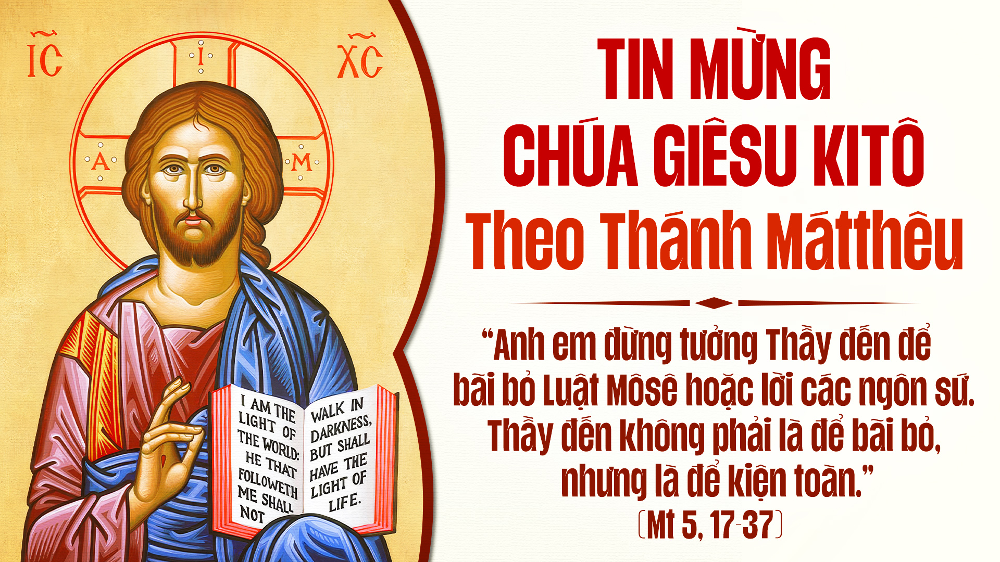 IC
XC
I
A
M
I AM THE
LIGHT OF
THE WORLD:
HE THAT
FOLLOWETH
ME SHALL
NOT
WALK IN
DARKNESS,
BUT SHALL
HAVE THE
LIGHT OF
LIFE.
TIN MỪNG
CHÚA GIÊSU KITÔ
Theo Thánh Mátthêu
“Anh em đừng tưởng Thầy đến để
bãi bỏ Luật Môsê hoặc lời các ngôn sứ.
Thầy đến không phải là để bãi bỏ,
nhưng là để kiện toàn.”
(Mt 5, 17-37)